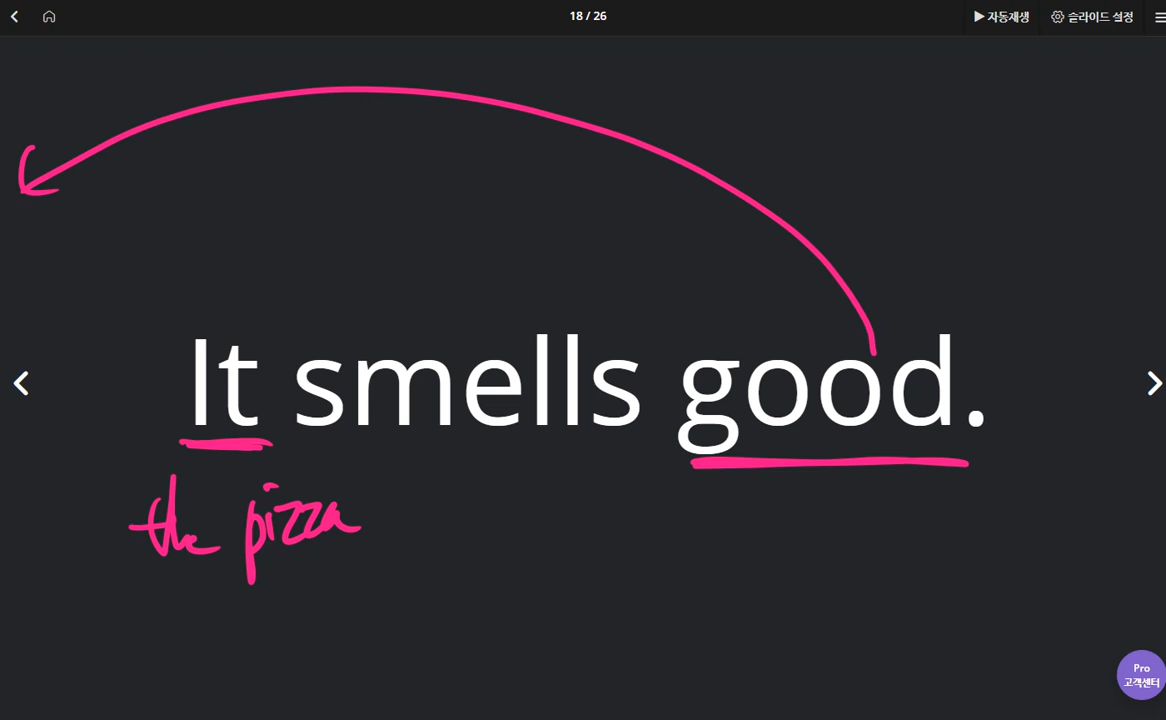 18 / 26
자동재생
슬라이드 설정
It smells good.
the pizza
Pro
고객센터